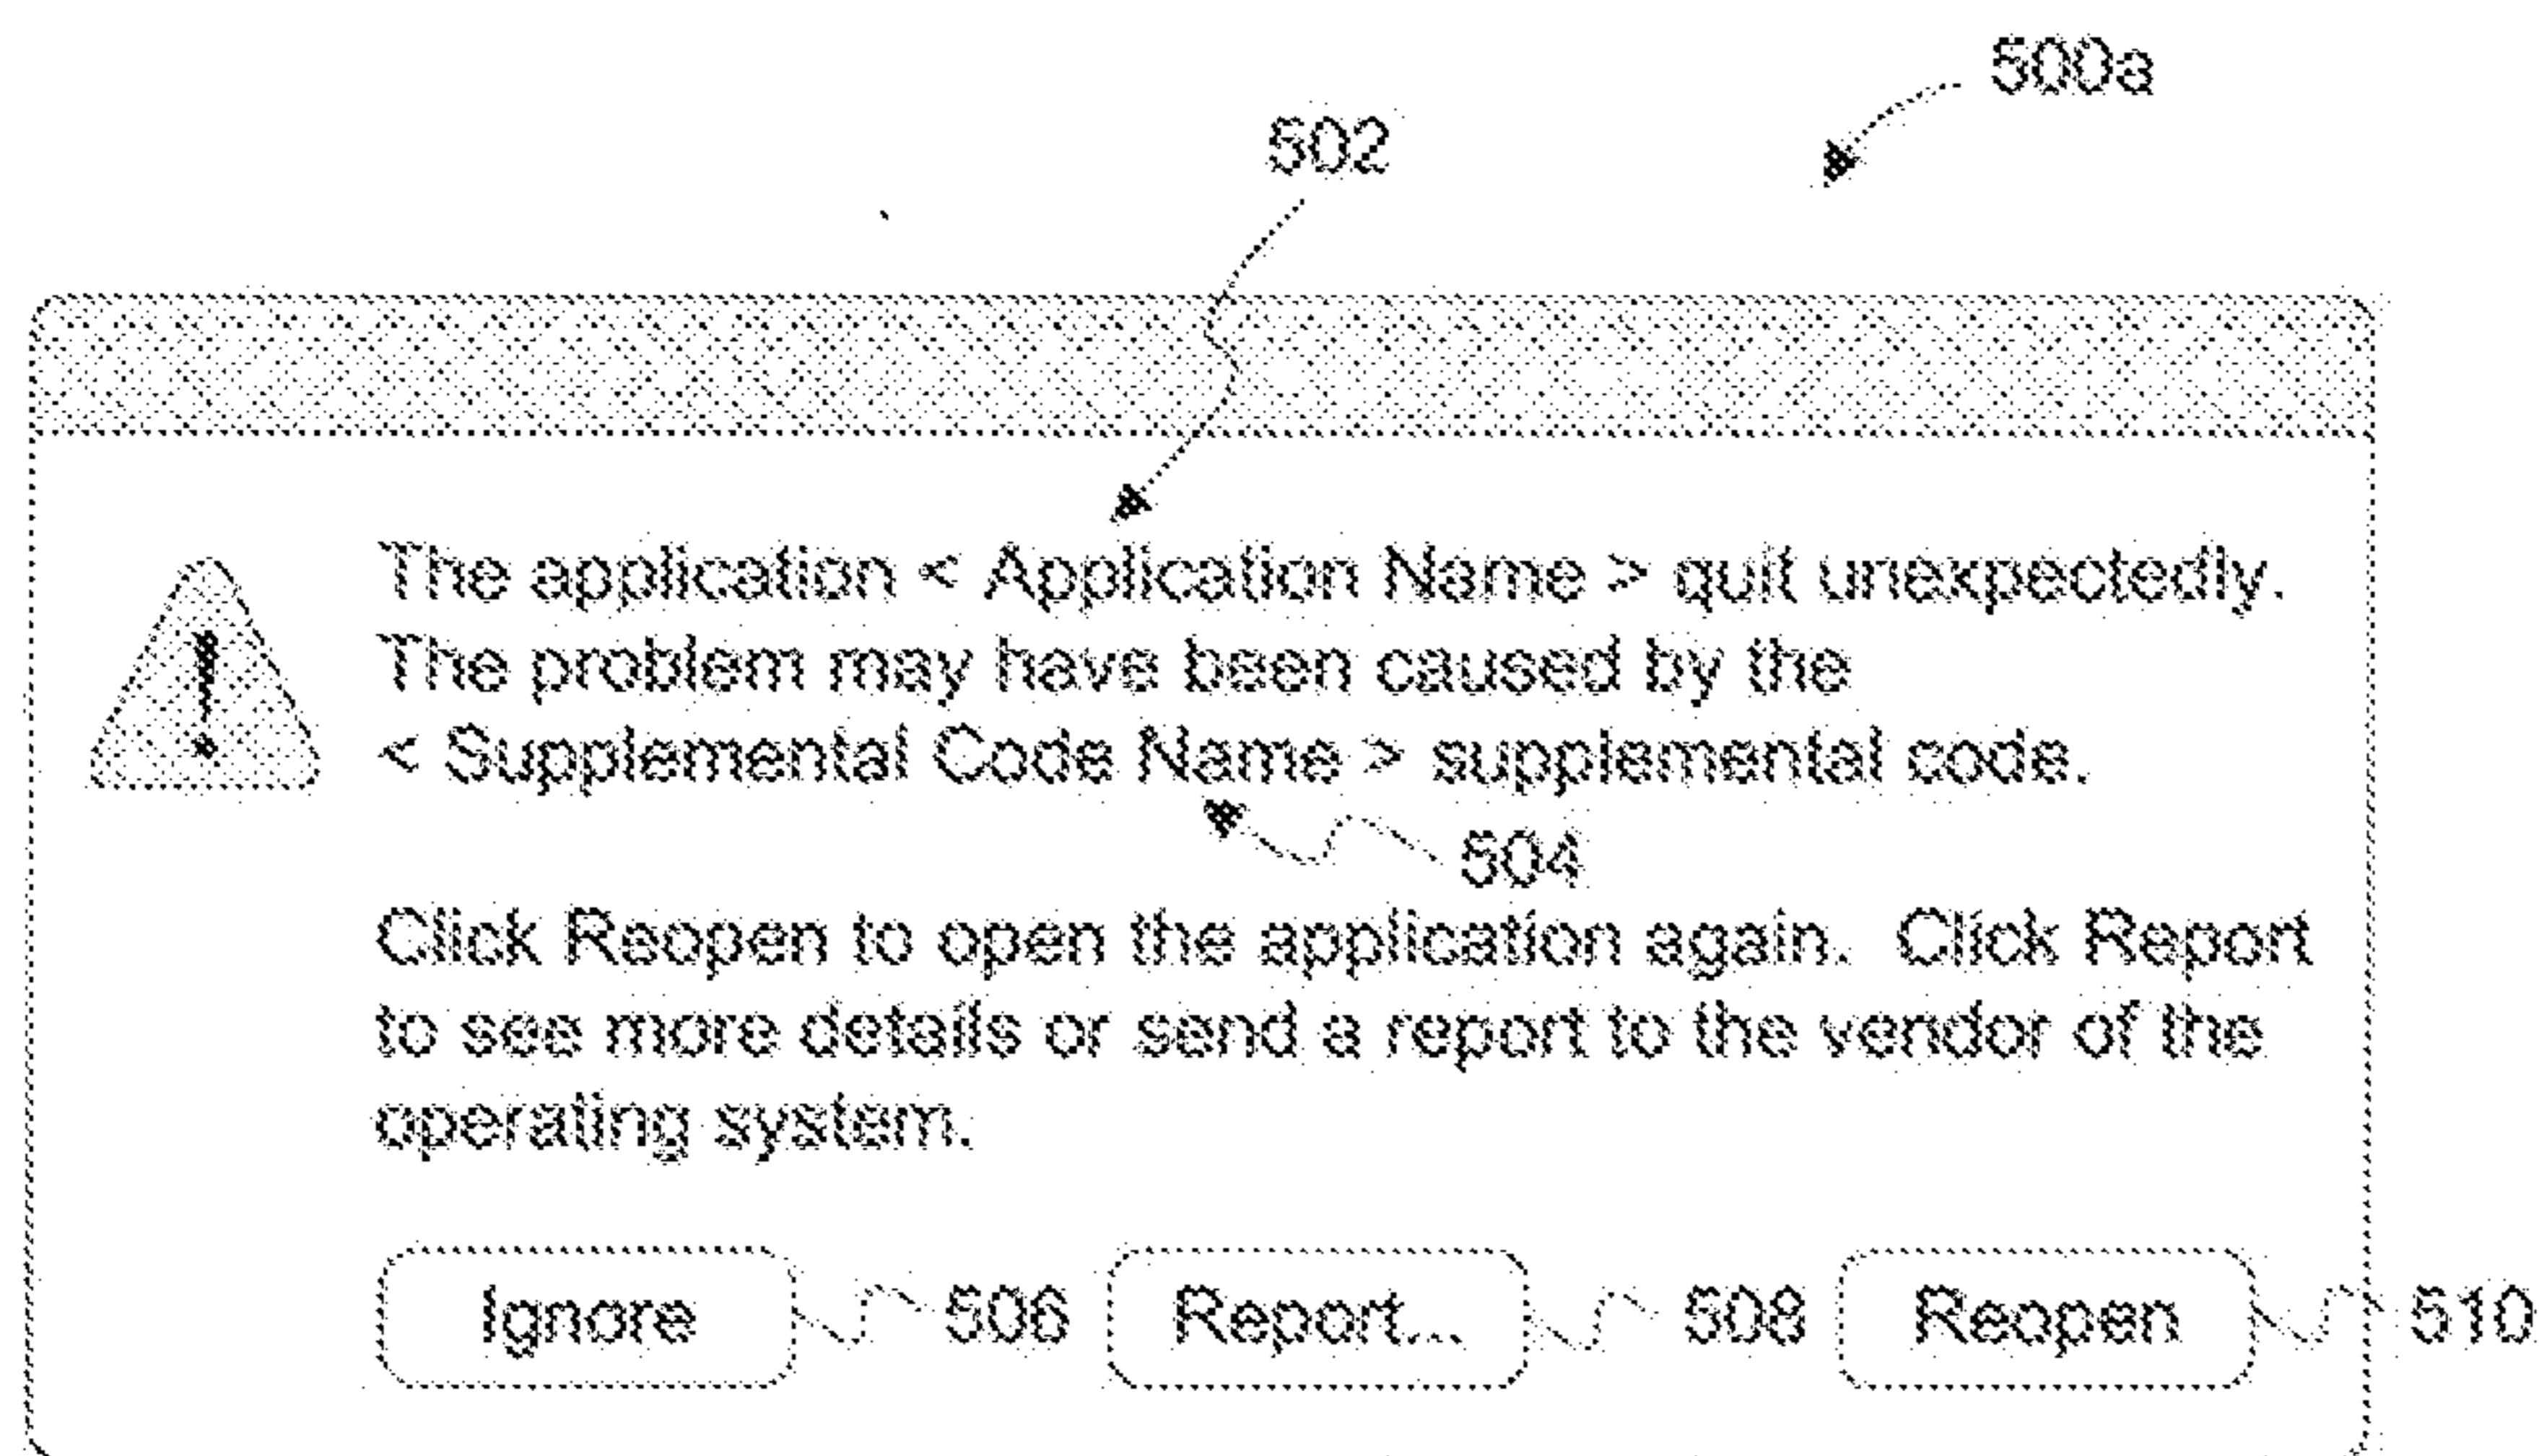 500a
502
The application < Application Name > quit unexpectedly.
The problem may have been caused by the
< Supplemental Code Name > supplemental code.
504
Click Reopen to open the application again. Click Report
to see more details or send a report to the vendor of the
operating system.
Ignore 506 Report... 508 Reopen 510